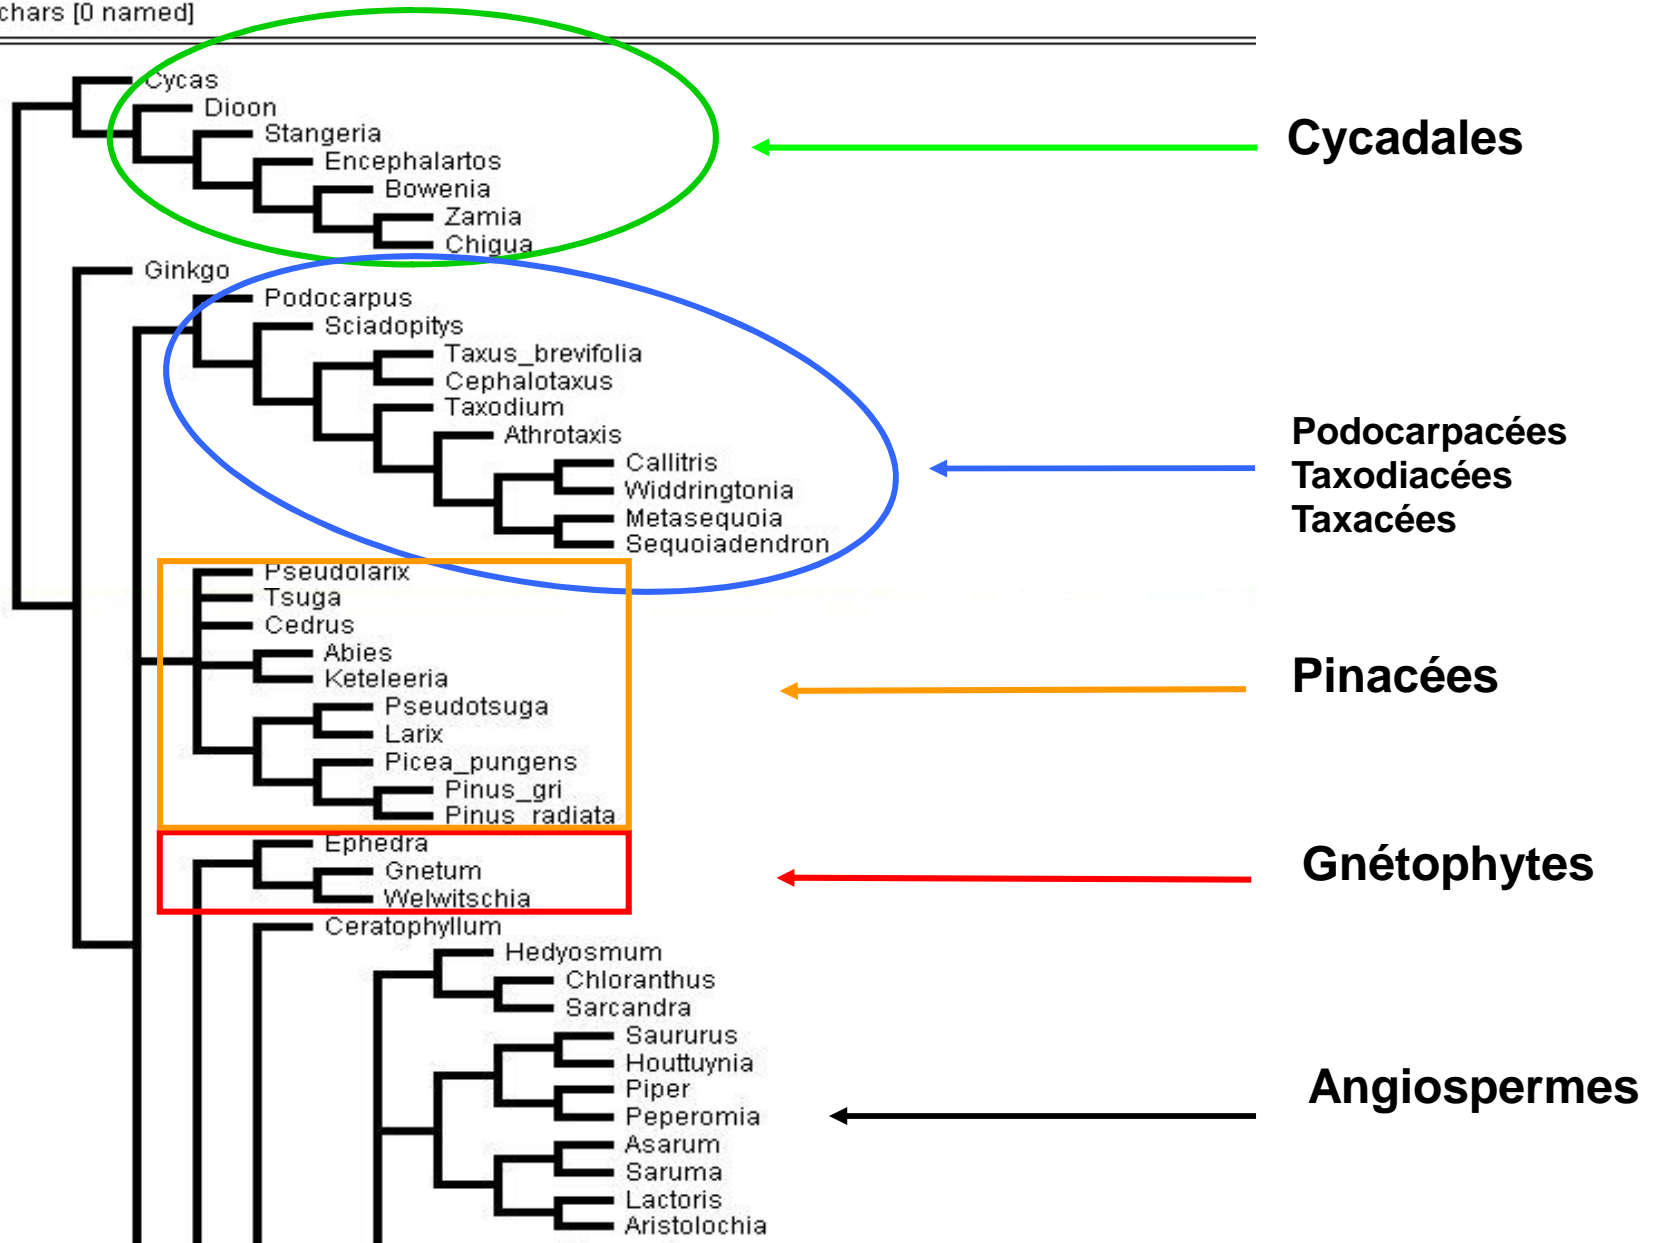 chars [0 named]
Cycas
Dioon
Stangeria
Encephalartos
Bowenia
Zamia
Chigua
Cycadales
Ginkgo
Podocarpus
Sciadopitys
Taxus_brevifolia
Cephalotaxus
Taxodium
Athrotaxis
Callitris
Widdringtonia
Metasequoia
Sequoiadendron
Podocarpacées
Taxodiacées
Taxacées
Pseudolarix
Tsuga
Cedrus
Abies
Keteleeria
Pseudotsuga
Larix
Picea_pungens
Pinus_gri
Pinus_radiata
Pinacées
Ephedra
Gnetum
Welwitschia
Gnétophytes
Ceratophyllum
Hedyosmum
Chloranthus
Sarcandra
Saururus
Houttuynia
Piper
Peperomia
Asarum
Saruma
Lactoris
Aristolochia
Angiospermes